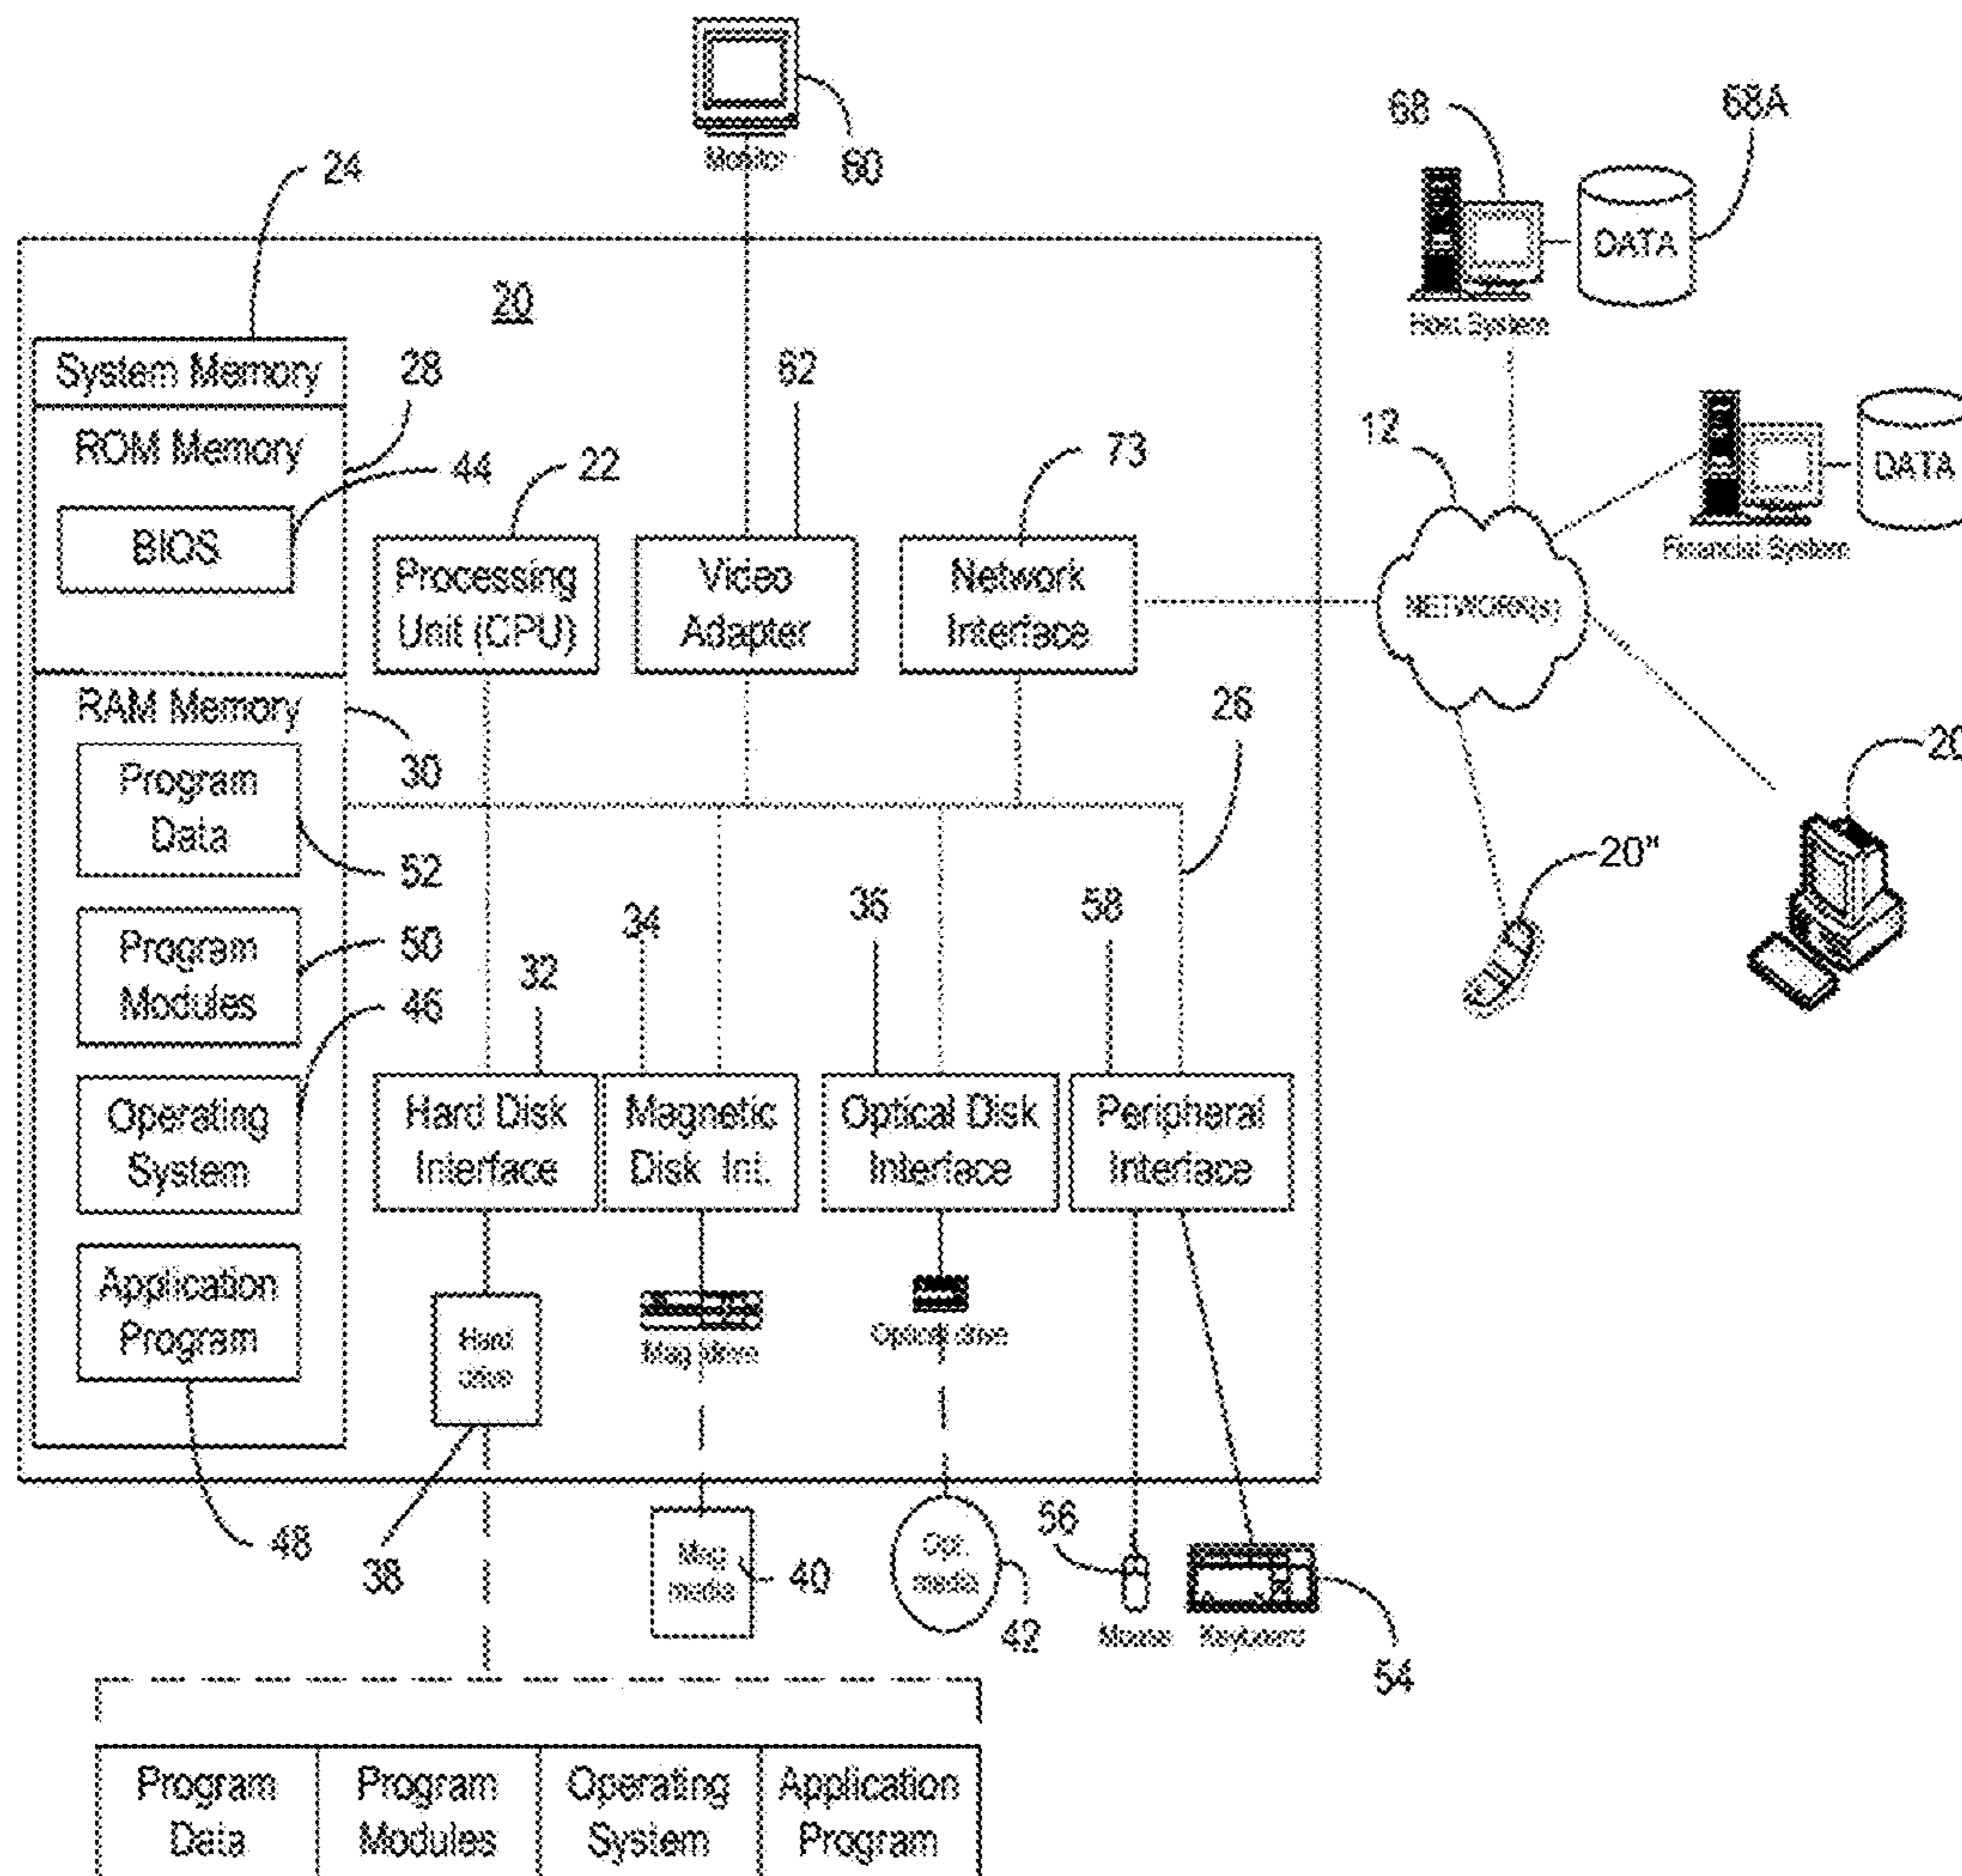 Monitor
60
24
68
68A
DATA
Host System
20
System Memory
28
62
ROM Memory
44
22
73
12
DATA
BIOS
Processing
Unit (CPU)
Video
Adapter
Network
Interface
NETWORK(s)
Financial System
RAM Memory
30
26
20
Program
Data
52
20"
34
36
58
Program
Modules
50
32
46
Operating
System
Hard Disk
Interface
Magnetic
Disk Int.
Optical Disk
Interface
Peripheral
Interface
Application
Program
Hard
drive
Mag
Optical drive
48
38
Mag
media
40
Opt.
media
42
56
Mouse
Keyboard
54
Program
Data
Program
Modules
Operating
System
Application
Program